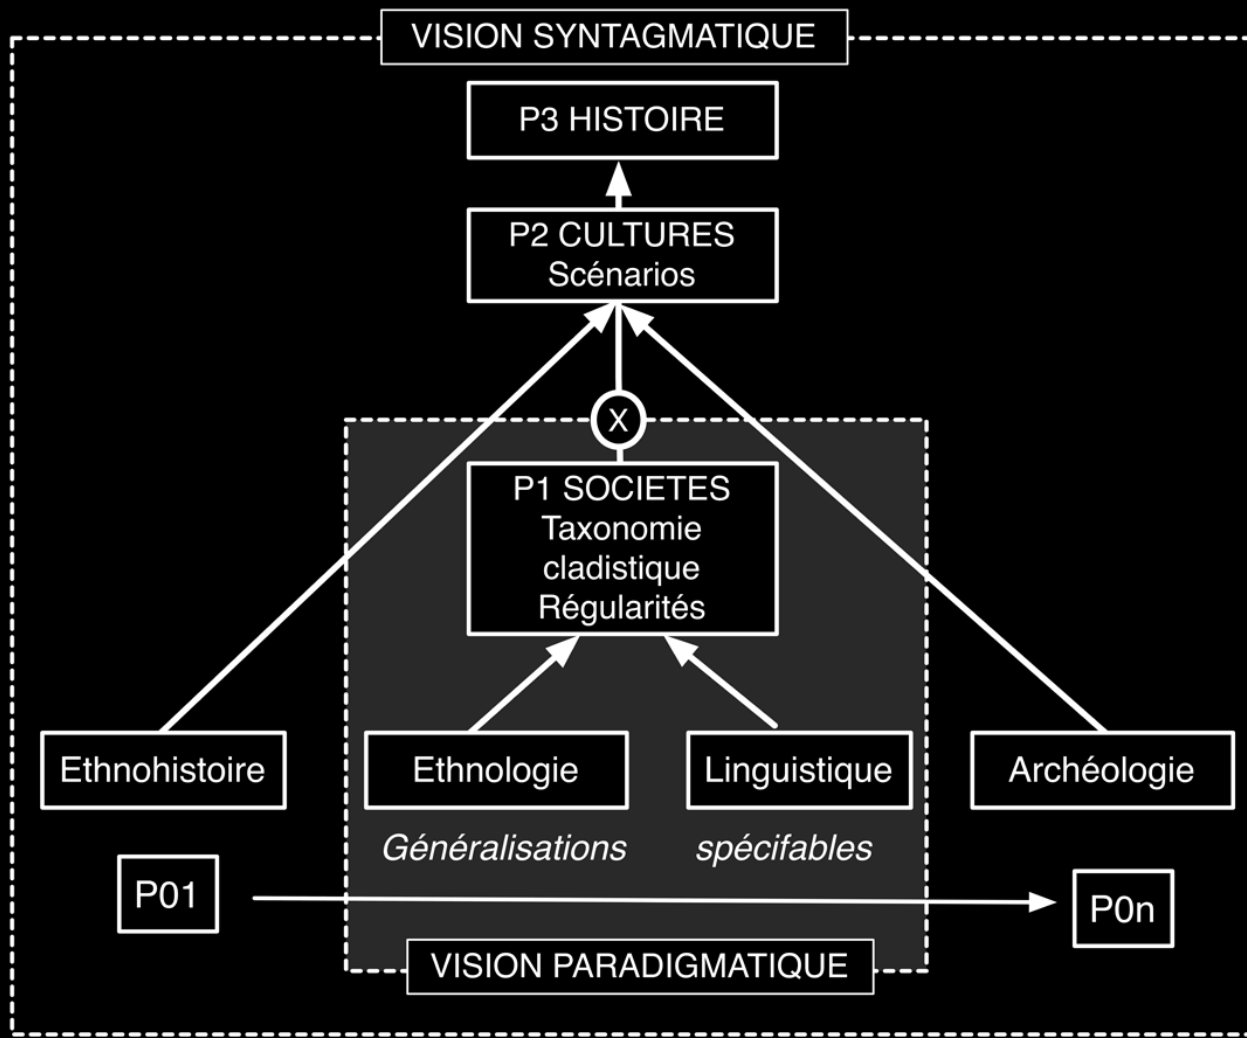 VISION SYNTAGMATIQUE
P3 HISTOIRE
P2 CULTURES
Scénarios
X
P1 SOCIETES
Taxonomie
cladistique
Régularités
Ethnohistoire
Ethnologie
Linguistique
Archéologie
Généralisations
spécifables
P01
P0n
VISION PARADIGMATIQUE